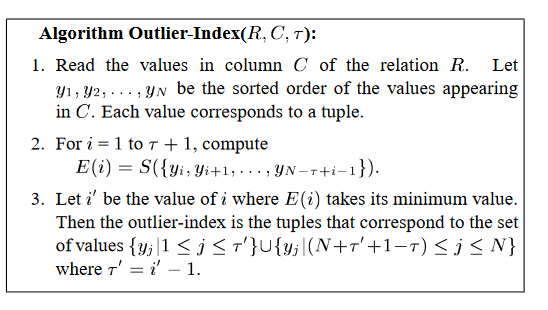 Algorithm Outlier-Index(R, C, τ):
1. Read the values in column C of the relation R. Let
y₁, y₂, . . . , y_N be the sorted order of the values appearing
in C. Each value corresponds to a tuple.
2. For i = 1 to τ + 1, compute
E(i) = S({yᵢ, yᵢ₊₁, . . . , y_{N−τ+i−1}}).
3. Let i′ be the value of i where E(i) takes its minimum value.
Then the outlier-index is the tuples that correspond to the set
of values {yⱼ|1 ≤ j ≤ τ′}∪{yⱼ|(N+τ′+1−τ) ≤ j ≤ N}
where τ′ = i′ − 1.